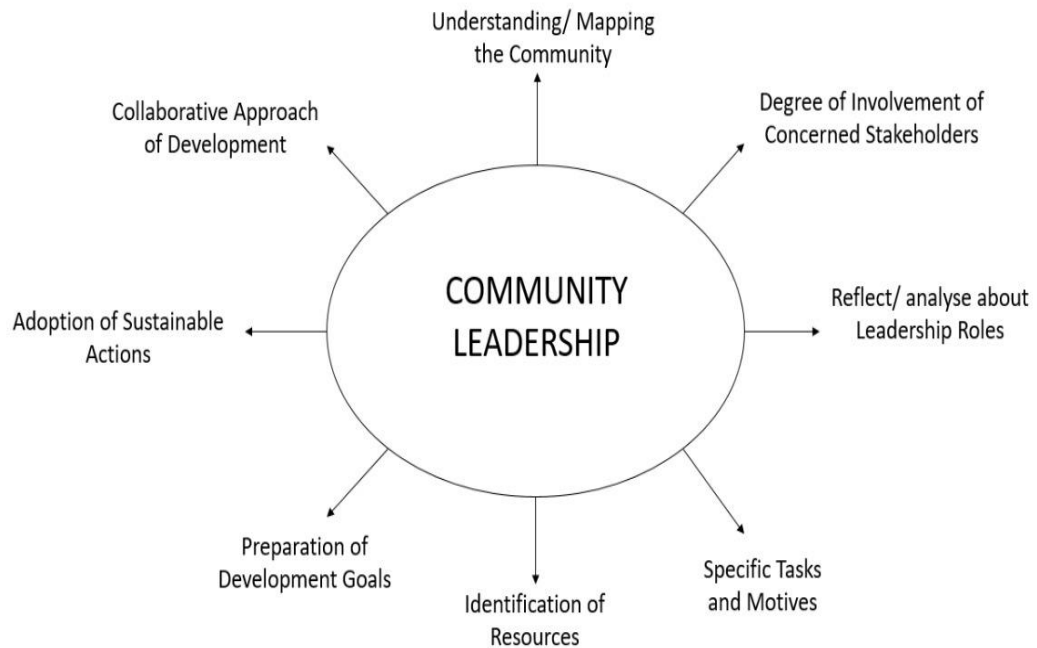 Understanding/ Mapping
the Community
Degree of Involvement of
Concerned Stakeholders
Reflect/ analyse about
Leadership Roles
Specific Tasks
and Motives
Identification of
Resources
Preparation of
Development Goals
Adoption of Sustainable
Actions
Collaborative Approach
of Development
COMMUNITY
LEADERSHIP